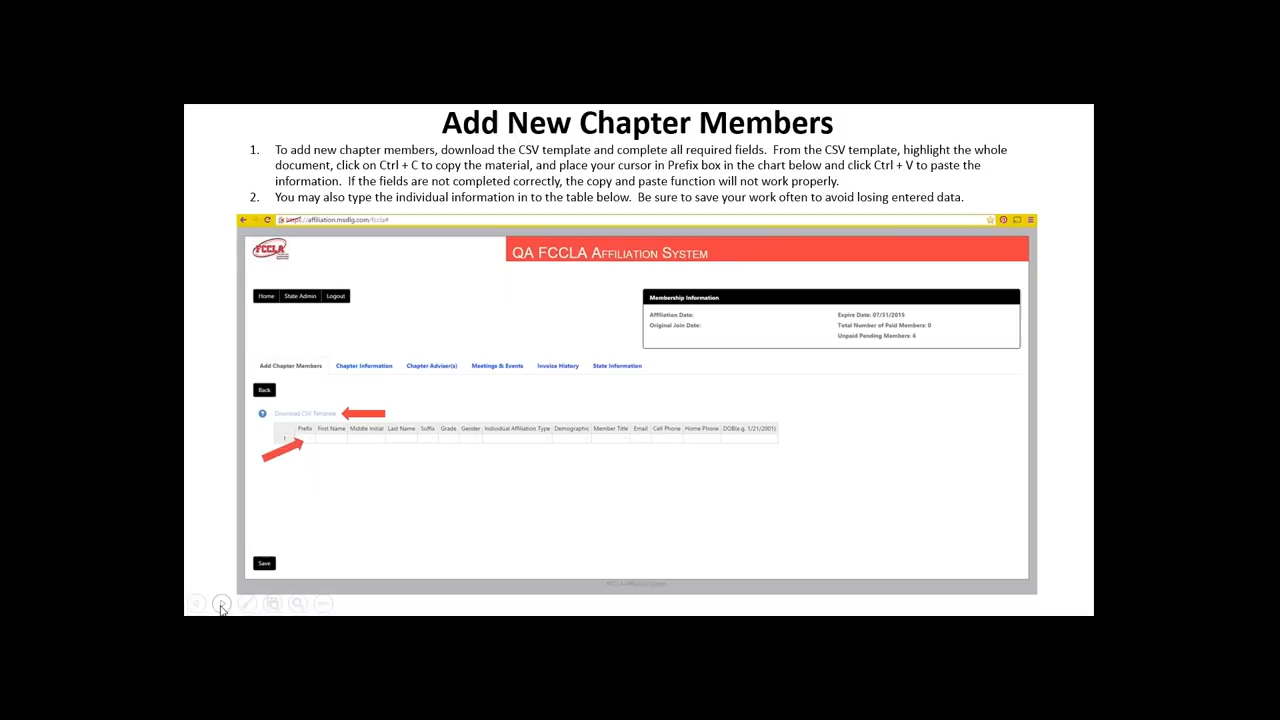 Add New Chapter Members
1. To add new chapter members, download the CSV template and complete all required fields. From the CSV template, highlight the whole
document, click on Ctrl + C to copy the material, and place your cursor in Prefix box in the chart below and click Ctrl + V to paste the
information. If the fields are not completed correctly, the copy and paste function will not work properly.
2. You may also type the individual information in to the table below. Be sure to save your work often to avoid losing entered data.
https://affiliation.msdlg.com/fccla#
FCCLA
QA FCCLA AFFILIATION SYSTEM
Home State Admin Logout
Membership Information
Affiliation Date: Expire Date: 07/31/2015
Original Join Date: Total Number of Paid Members: 0
Unpaid Pending Members: 6
Add Chapter Members Chapter Information Chapter Adviser(s) Meetings & Events Invoice History State Information
Back
? Download CSV Template
Prefix First Name Middle Initial Last Name Suffix Grade Gender Individual Affiliation Type Demographic Member Title Email Cell Phone Home Phone DOB(e.g. 1/21/2001)
1
Save